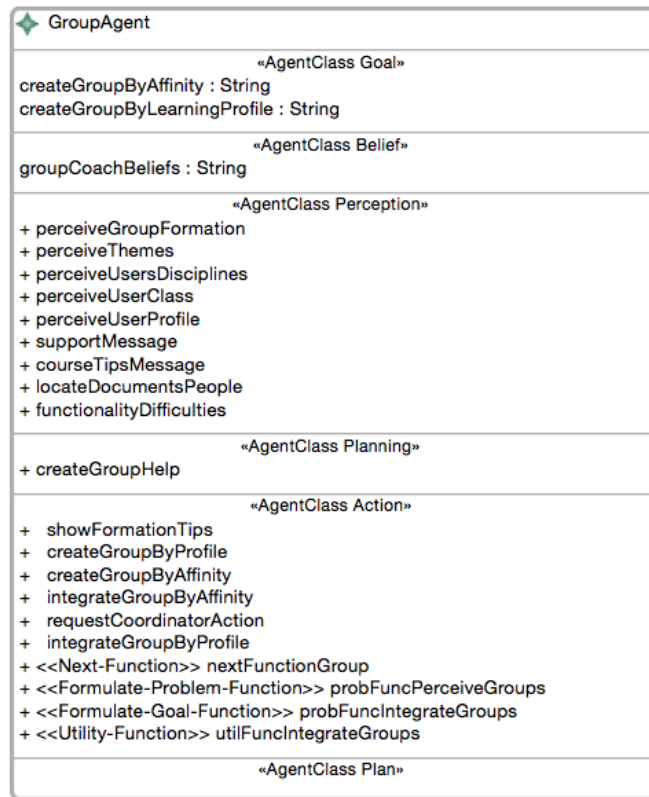 GroupAgent
«AgentClass Goal»
createGroupByAffinity : String
createGroupByLearningProfile : String
«AgentClass Belief»
groupCoachBeliefs : String
«AgentClass Perception»
+ perceiveGroupFormation
+ perceiveThemes
+ perceiveUsersDisciplines
+ perceiveUserClass
+ perceiveUserProfile
+ supportMessage
+ courseTipsMessage
+ locateDocumentsPeople
+ functionalityDifficulties
«AgentClass Planning»
+ createGroupHelp
«AgentClass Action»
+ showFormationTips
+ createGroupByProfile
+ createGroupByAffinity
+ integrateGroupByAffinity
+ requestCoordinatorAction
+ integrateGroupByProfile
+ <<Next-Function>> nextFunctionGroup
+ <<Formulate-Problem-Function>> probFuncPerceiveGroups
+ <<Formulate-Goal-Function>> probFuncIntegrateGroups
+ <<Utility-Function>> utilFuncIntegrateGroups
«AgentClass Plan»